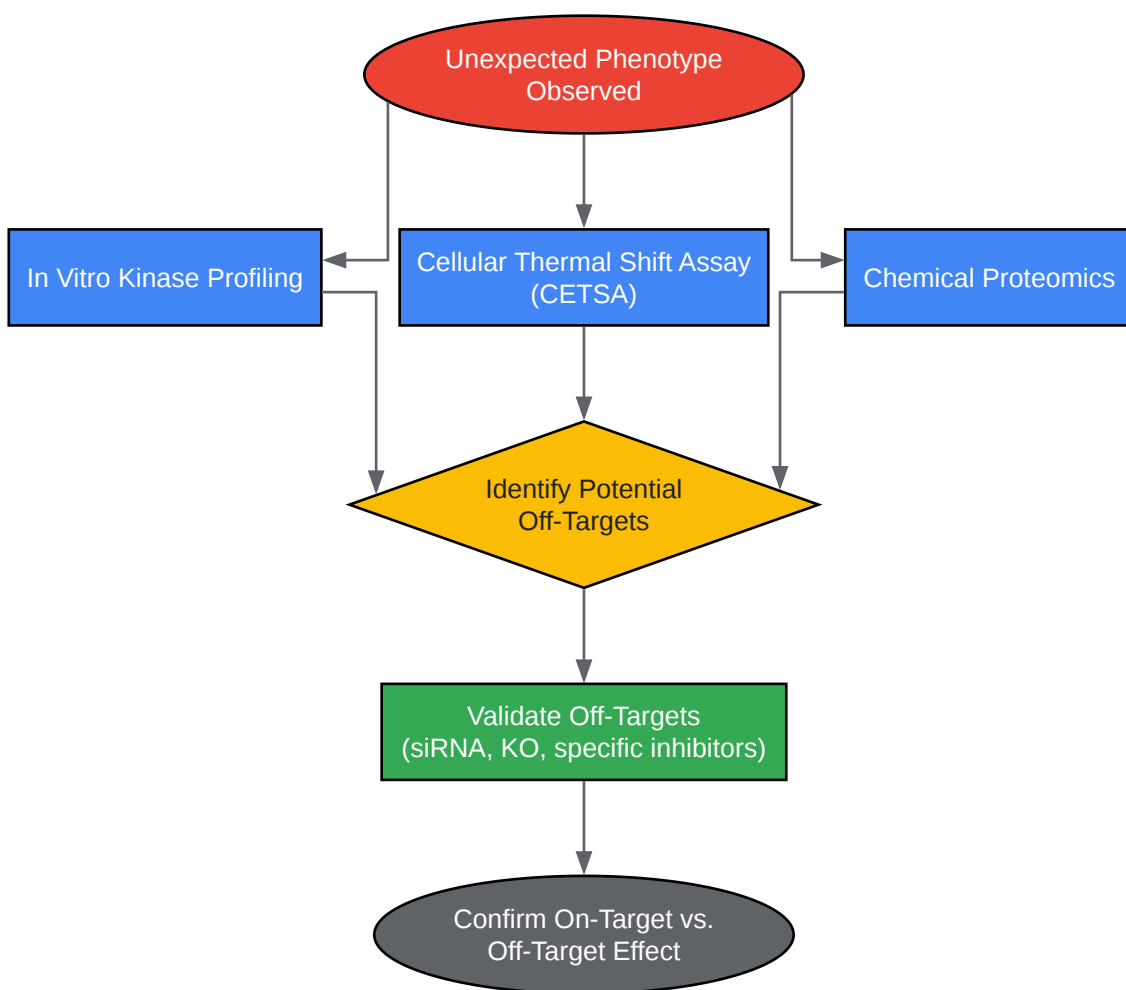 Unexpected Phenotype
Observed
In Vitro Kinase Profiling
Cellular Thermal Shift Assay
(CETSA)
Chemical Proteomics
Identify Potential
Off-Targets
Validate Off-Targets
(siRNA, KO, specific inhibitors)
Confirm On-Target vs.
Off-Target Effect